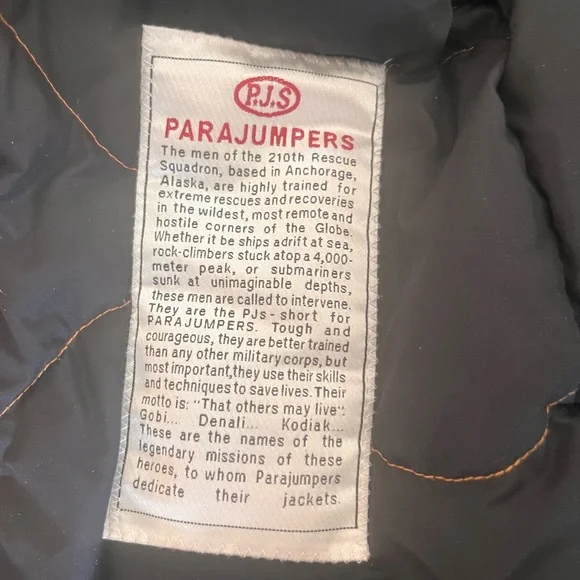 P.J.S
PARAJUMPERS
The men of the 210th Rescue
Squadron, based in Anchorage,
Alaska, are highly trained for
extreme rescues and recoveries
in the wildest, most remote and
hostile corners of the Globe.
Whether it be ships adrift at sea,
rock-climbers stuck atop a 4,000-
meter peak, or submariners
sunk at unimaginable depths,
these men are called to intervene.
They are the PJs - short for
PARAJUMPERS. Tough and
courageous, they are better trained
than any other military corps, but
most important,they use their skills
and techniques to save lives. Their
motto is: "That others may live":
Gobi... Denali... Kodiak...
These are the names of the
legendary missions of these
heroes, to whom Parajumpers
dedicate their jackets.